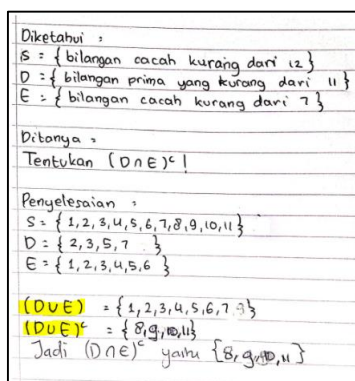 Diketahui :
S = { bilangan cacah kurang dari 12 }
D = { bilangan prima yang kurang dari 11 }
E = { bilangan cacah kurang dari 7 }
Ditanya :
Tentukan (D ∩ E)ᶜ !
Penyelesaian :
S = { 1, 2, 3, 4, 5, 6, 7, 8, 9, 10, 11 }
D = { 2, 3, 5, 7 }
E = { 1, 2, 3, 4, 5, 6 }
(D ∪ E) = { 1, 2, 3, 4, 5, 6, 7 }
(D ∪ E)ᶜ = { 8, 9, 10, 11 }
Jadi (D ∩ E)ᶜ yaitu { 8, 9, 10, 11 }